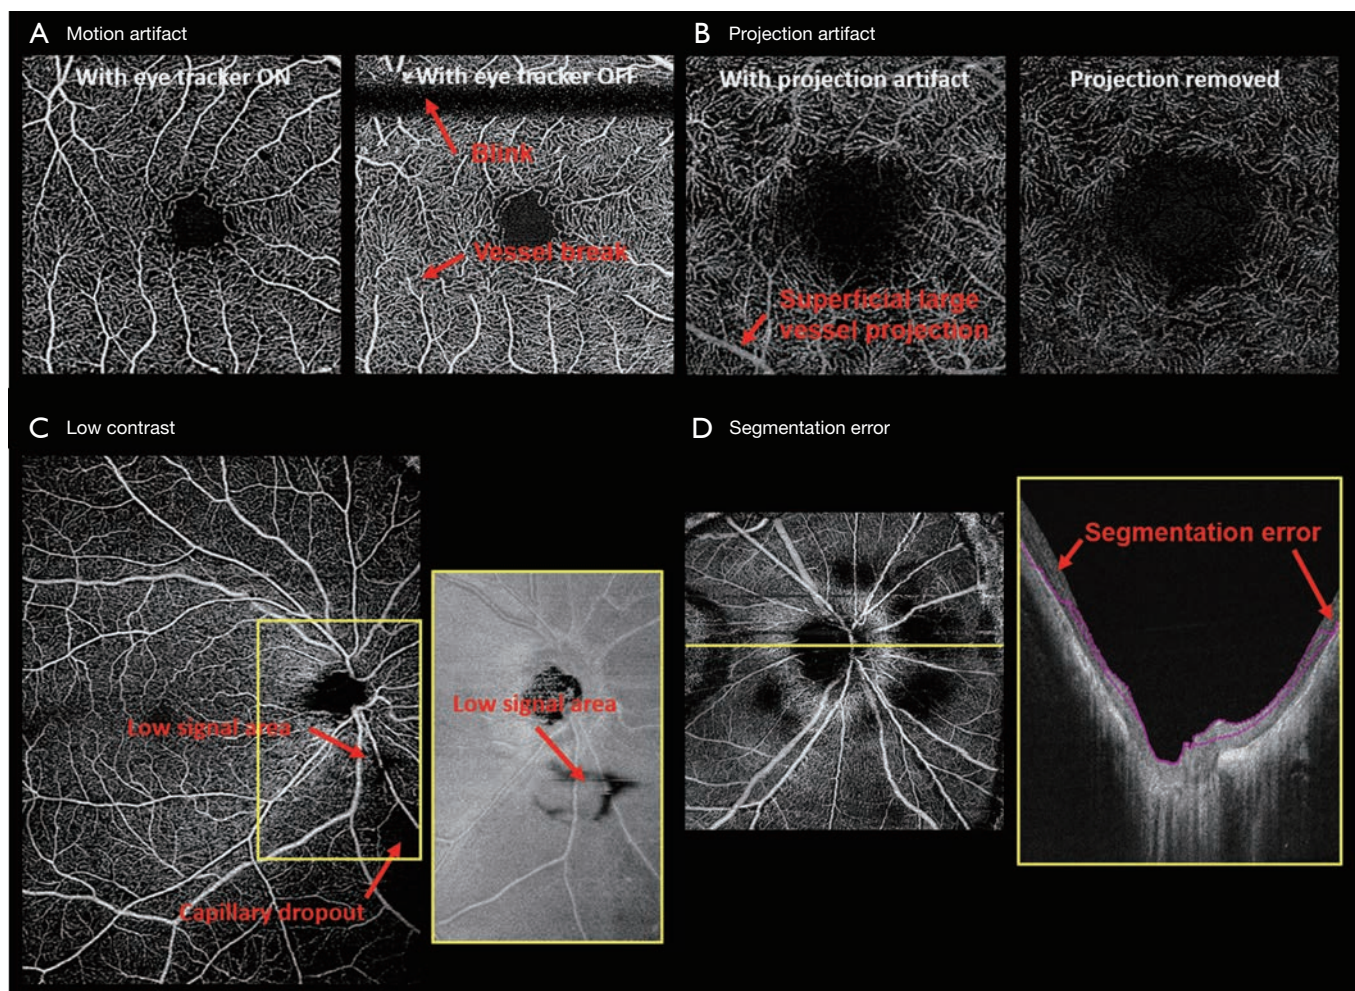 A Motion artifact
With eye tracker ON
With eye tracker OFF
Blink
Vessel break
B Projection artifact
With projection artifact
Projection removed
Superficial large
vessel projection
C Low contrast
Low signal area
Capillary dropout
Low signal area
D Segmentation error
Segmentation error